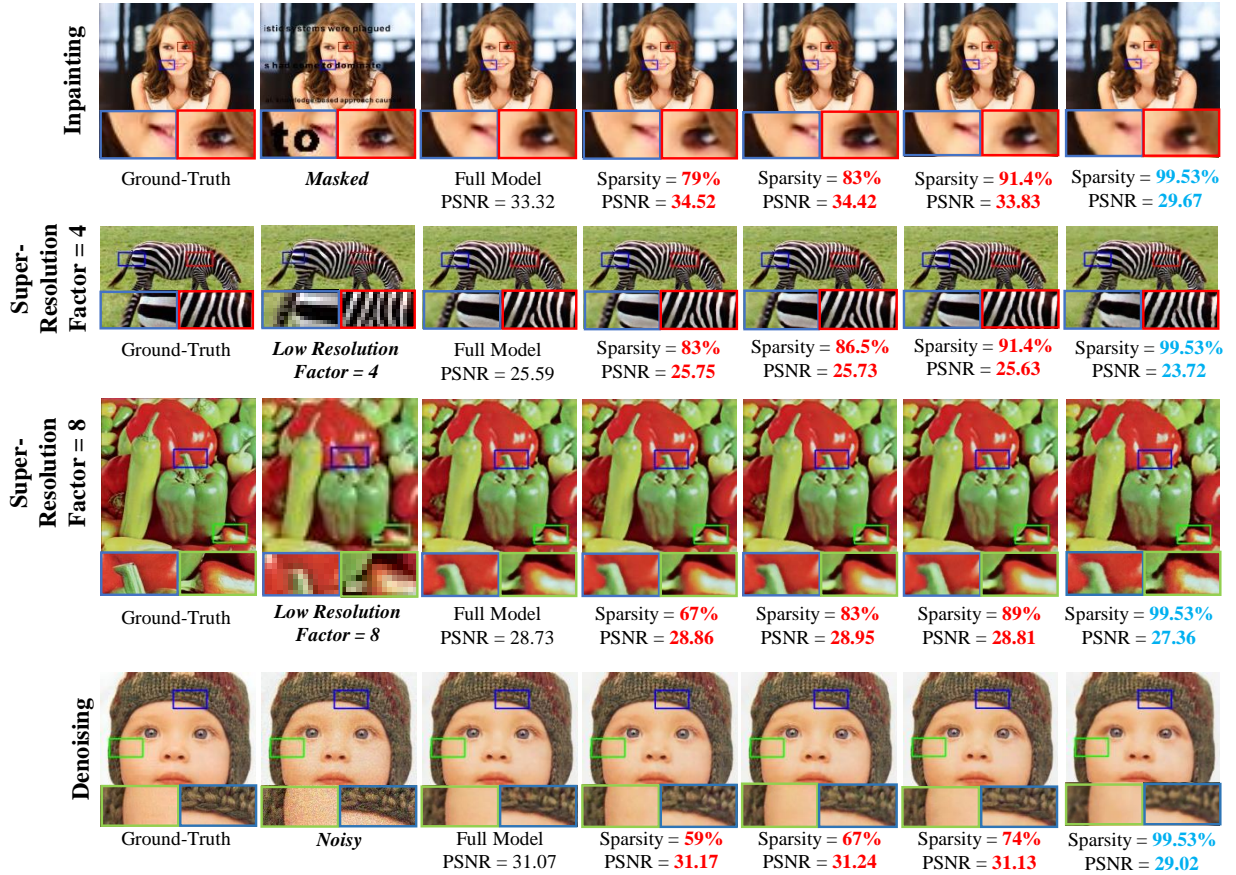 Inpainting
istic systems were plagued
s had come to dominate
al knowledge-based approach caused
to
Ground-Truth
Masked
Full Model
PSNR = 33.32
Sparsity = 79%
PSNR = 34.52
Sparsity = 83%
PSNR = 34.42
Sparsity = 91.4%
PSNR = 33.83
Sparsity = 99.53%
PSNR = 29.67
Super-
Resolution
Factor = 4
Ground-Truth
Low Resolution
Factor = 4
Full Model
PSNR = 25.59
Sparsity = 83%
PSNR = 25.75
Sparsity = 86.5%
PSNR = 25.73
Sparsity = 91.4%
PSNR = 25.63
Sparsity = 99.53%
PSNR = 23.72
Super-
Resolution
Factor = 8
Ground-Truth
Low Resolution
Factor = 8
Full Model
PSNR = 28.73
Sparsity = 67%
PSNR = 28.86
Sparsity = 83%
PSNR = 28.95
Sparsity = 89%
PSNR = 28.81
Sparsity = 99.53%
PSNR = 27.36
Denoising
Ground-Truth
Noisy
Full Model
PSNR = 31.07
Sparsity = 59%
PSNR = 31.17
Sparsity = 67%
PSNR = 31.24
Sparsity = 74%
PSNR = 31.13
Sparsity = 99.53%
PSNR = 29.02